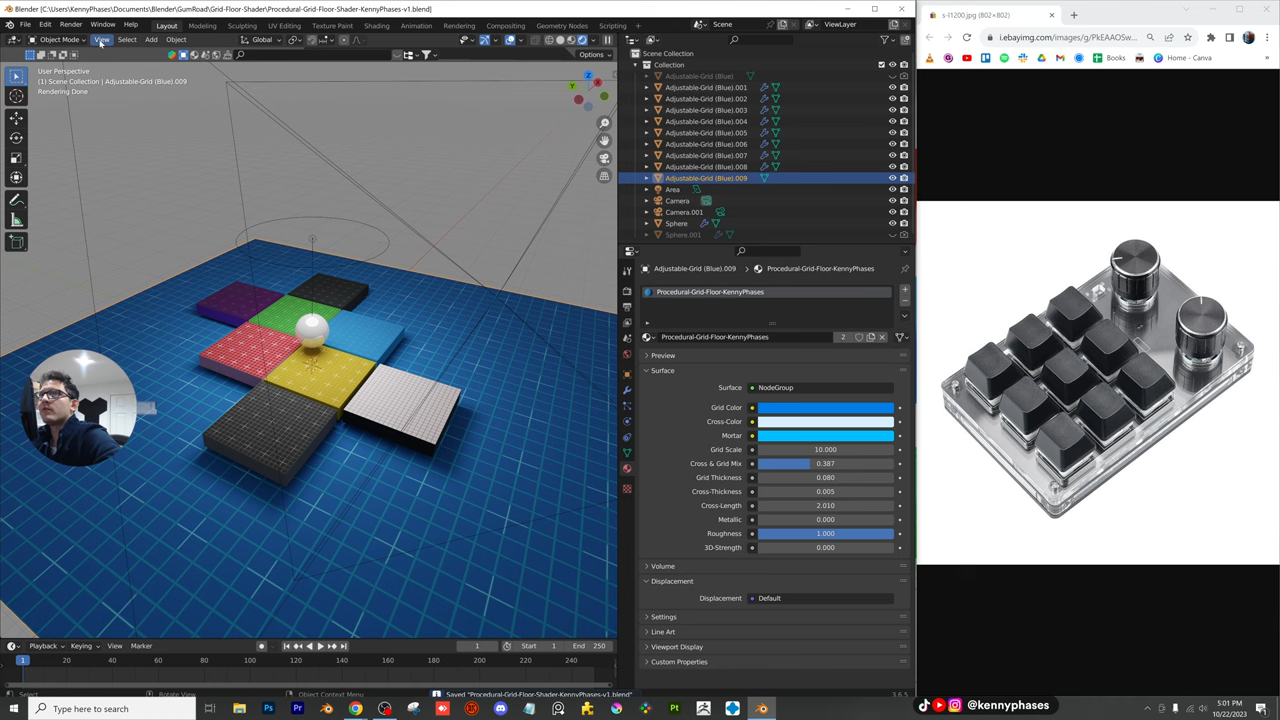 Blender [C:\Users\KennyPhases\Documents\Blender\GumRoad\Grid-Floor-Shader\Grid-Floor-Shader-KennyPhases-v1.blend]
File Edit Render Window Help Layout Modeling Sculpting UV Editing Texture Paint Shading Animation Rendering Compositing Geometry Nodes Scripting Scene ViewLayer
Object Mode View Select Add Object Global
Options
User Perspective
(1) Scene Collection | Adjustable-Grid (Blue).009
Rendering Done
Scene Collection
Collection
Adjustable-Grid (Blue)
Adjustable-Grid (Blue).001
Adjustable-Grid (Blue).002
Adjustable-Grid (Blue).003
Adjustable-Grid (Blue).004
Adjustable-Grid (Blue).005
Adjustable-Grid (Blue).006
Adjustable-Grid (Blue).007
Adjustable-Grid (Blue).008
Adjustable-Grid (Blue).009
Area
Camera
Camera.001
Sphere
Sphere.001
Adjustable-Grid (Blue).009 Procedural-Grid-Floor-KennyPhases
Procedural-Grid-Floor-KennyPhases
Procedural-Grid-Floor-KennyPhases 2
Preview
Surface
Surface NodeGroup
Grid Color
Cross-Color
Mortar
Grid Scale 10.000
Cross & Grid Mix 0.387
Grid Thickness 0.080
Cross-Thickness 0.005
Cross-Length 2.010
Metallic 0.000
Roughness 1.000
3D-Strength 0.000
Volume
Displacement
Displacement Default
Settings
Line Art
Viewport Display
Custom Properties
Playback Keying View Marker 1 Start 1 End 250
1 20 40 60 80 100 120 140 160 180 200 220 240
Select Rotate View Object Context Menu Saved "Procedural-Grid-Floor-Shader-KennyPhases-v1.blend" 3.6.5
Type here to search
s-l1200.jpg (802×802)
i.ebayimg.com/images/g/PkEAAOSw
Books Home - Canva
@kennyphases
5:01 PM
10/22/2023